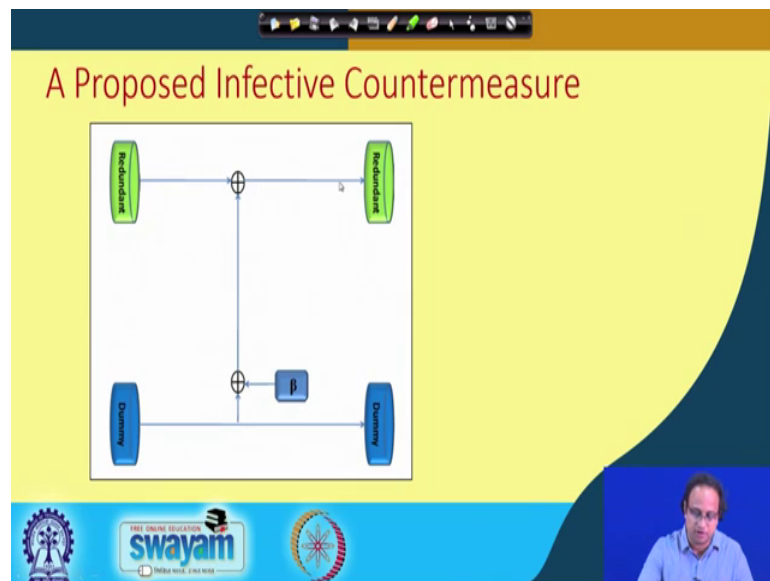 A Proposed Infective Countermeasure
Redundant
Redundant
β
Dummy
Dummy
FREE ONLINE EDUCATION
swayam